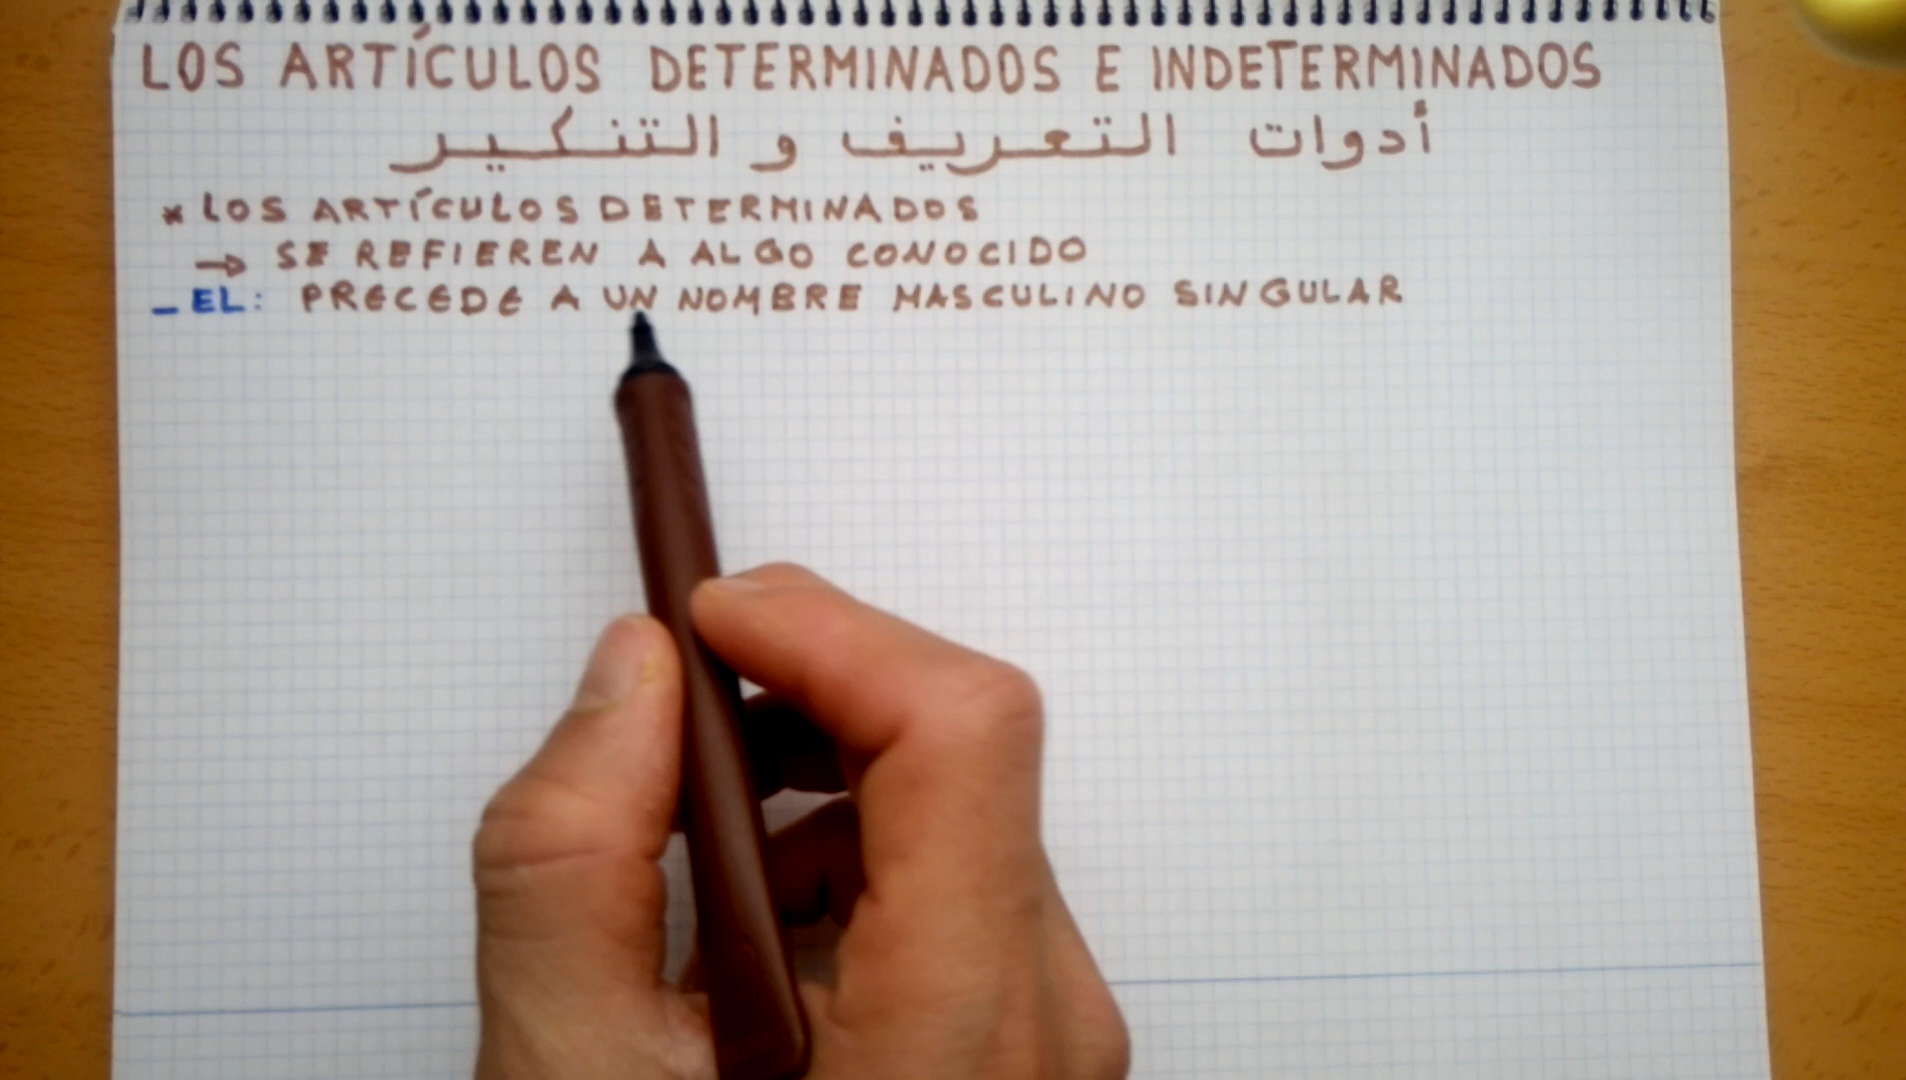 LOS ARTÍCULOS DETERMINADOS E INDETERMINADOS
أدوات التعريف و التنكير
* LOS ARTÍCULOS DETERMINADOS
→ SE REFIEREN A ALGO CONOCIDO
- EL: PRECEDE A UN NOMBRE MASCULINO SINGULAR